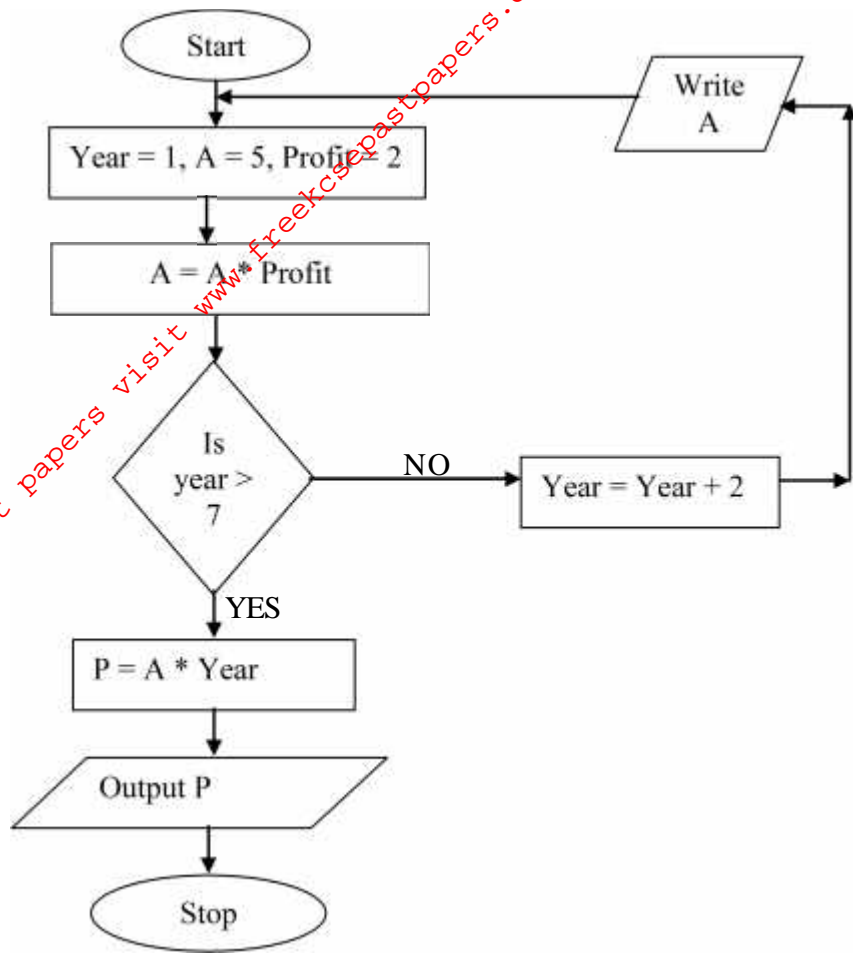 Start
Write
A
Year = 1, A = 5, Profit = 2
A = A * Profit
Is
year >
7
NO
Year = Year + 2
YES
P = A * Year
Output P
Stop
papers visit www.freekcsepastpapers.